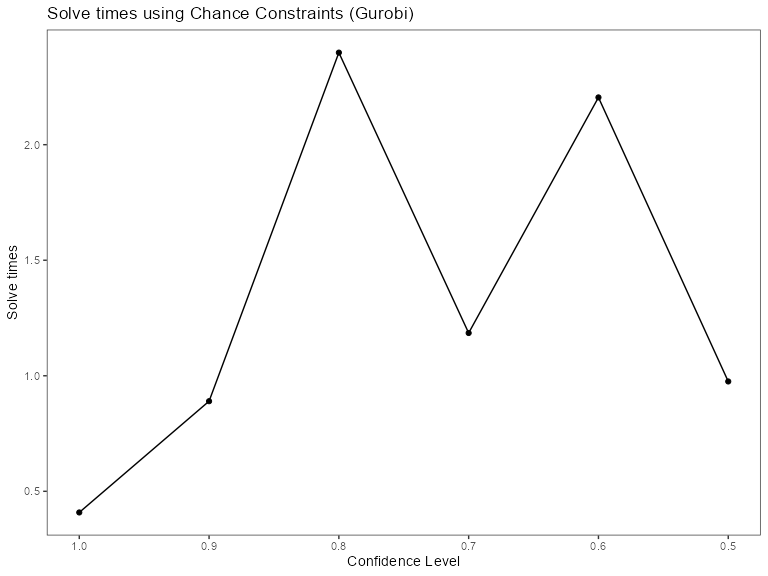 Solve times using Chance Constraints (Gurobi)
Solve times
2.0
1.5
1.0
0.5
1.0 0.9 0.8 0.7 0.6 0.5
Confidence Level